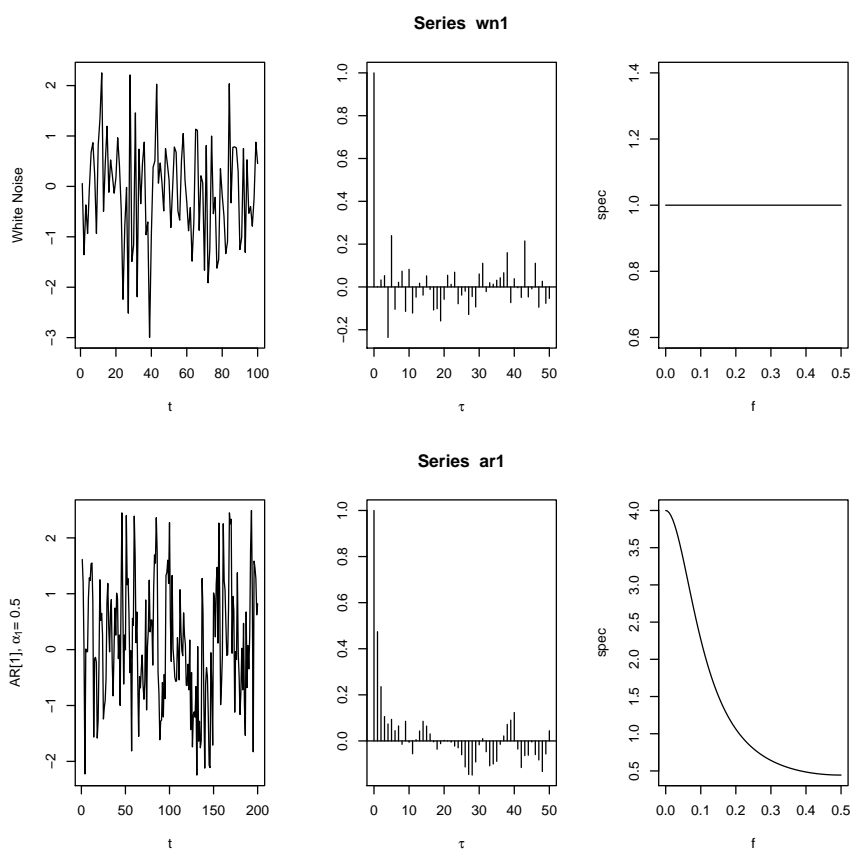 Series wn1
White Noise
2
1
0
−1
−2
−3
0 20 40 60 80 100
t
1.0
0.8
0.6
0.4
0.2
0.0
−0.2
0 10 20 30 40 50
τ
spec
1.4
1.2
1.0
0.8
0.6
0.0 0.1 0.2 0.3 0.4 0.5
f
Series ar1
AR[1], α1= 0.5
2
1
0
−1
−2
0 50 100 150 200
t
1.0
0.8
0.6
0.4
0.2
0.0
0 10 20 30 40 50
τ
spec
4.0
3.5
3.0
2.5
2.0
1.5
1.0
0.5
0.0 0.1 0.2 0.3 0.4 0.5
f